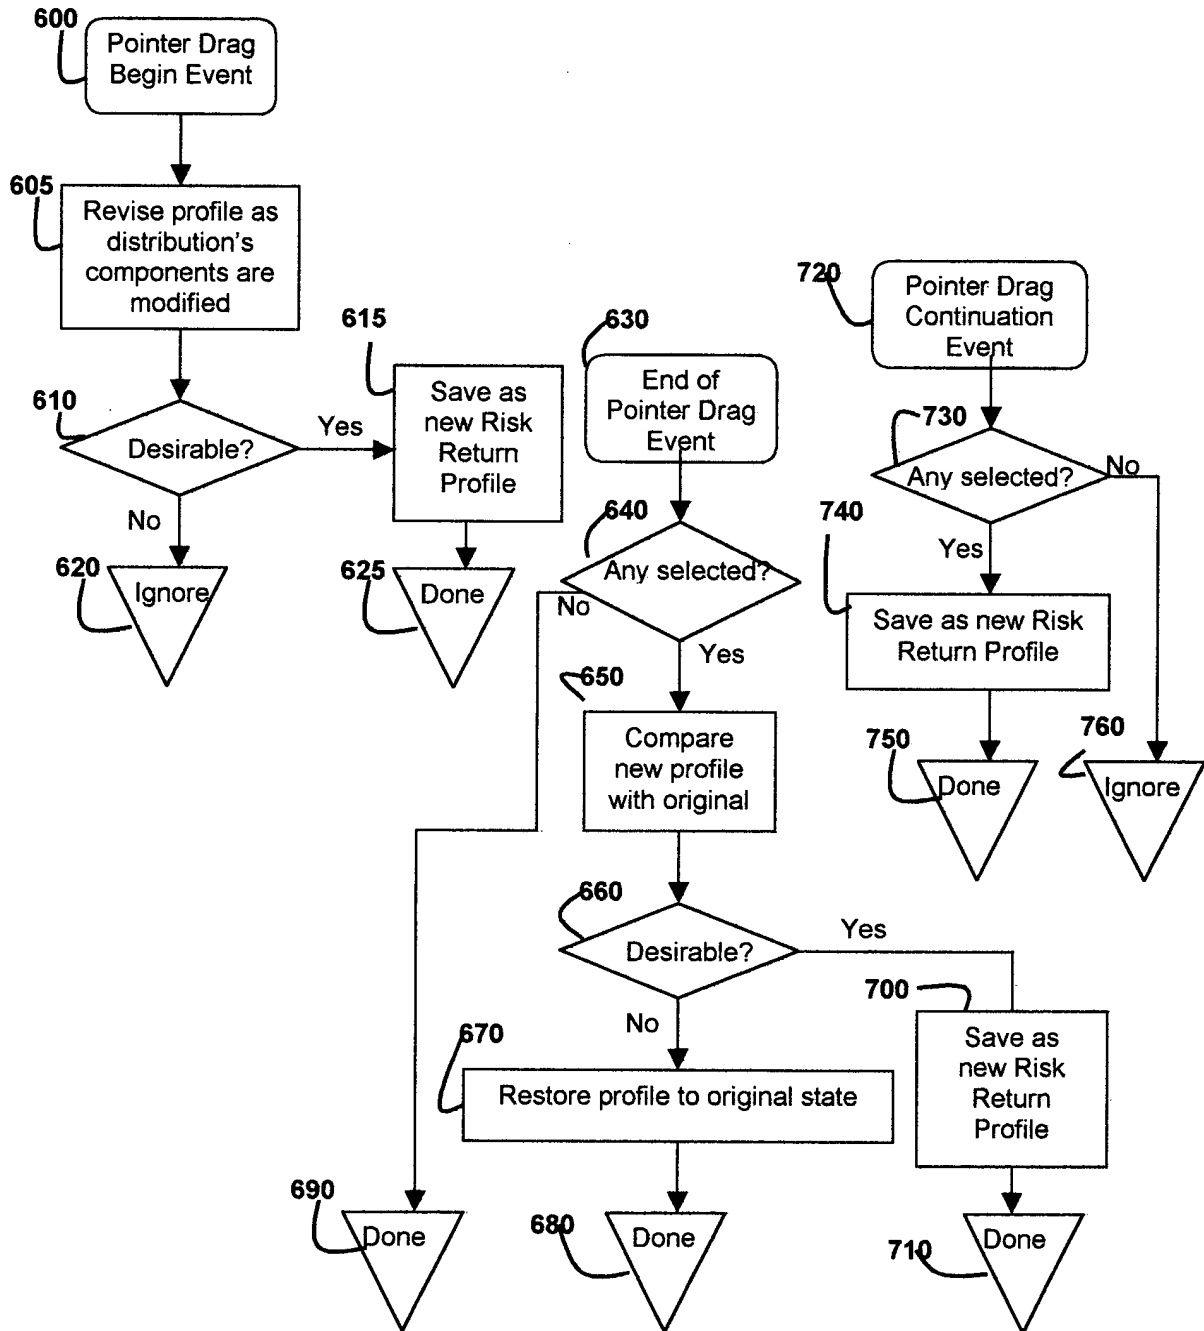 600
Pointer Drag
Begin Event
605
Revise profile as
distribution's
components are
modified
610
Desirable?
Yes
No
615
Save as
new Risk
Return
Profile
620
Ignore
625
Done
630
End of
Pointer Drag
Event
640
Any selected?
No
Yes
650
Compare
new profile
with original
660
Desirable?
Yes
No
670
Restore profile to original state
680
Done
690
Done
700
Save as
new Risk
Return
Profile
710
Done
720
Pointer Drag
Continuation
Event
730
Any selected?
No
Yes
740
Save as new Risk
Return Profile
750
Done
760
Ignore